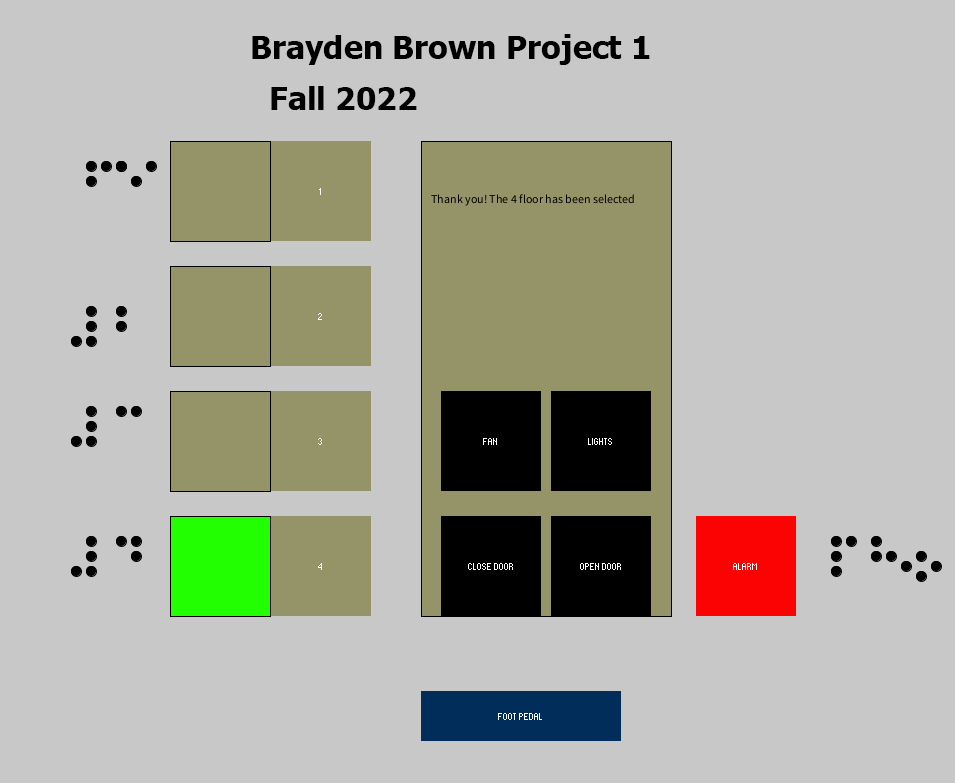 Brayden Brown Project 1
Fall 2022
1
Thank you! The 4 floor has been selected
2
3
FAN
LIGHTS
4
CLOSE DOOR
OPEN DOOR
ALARM
FOOT PEDAL